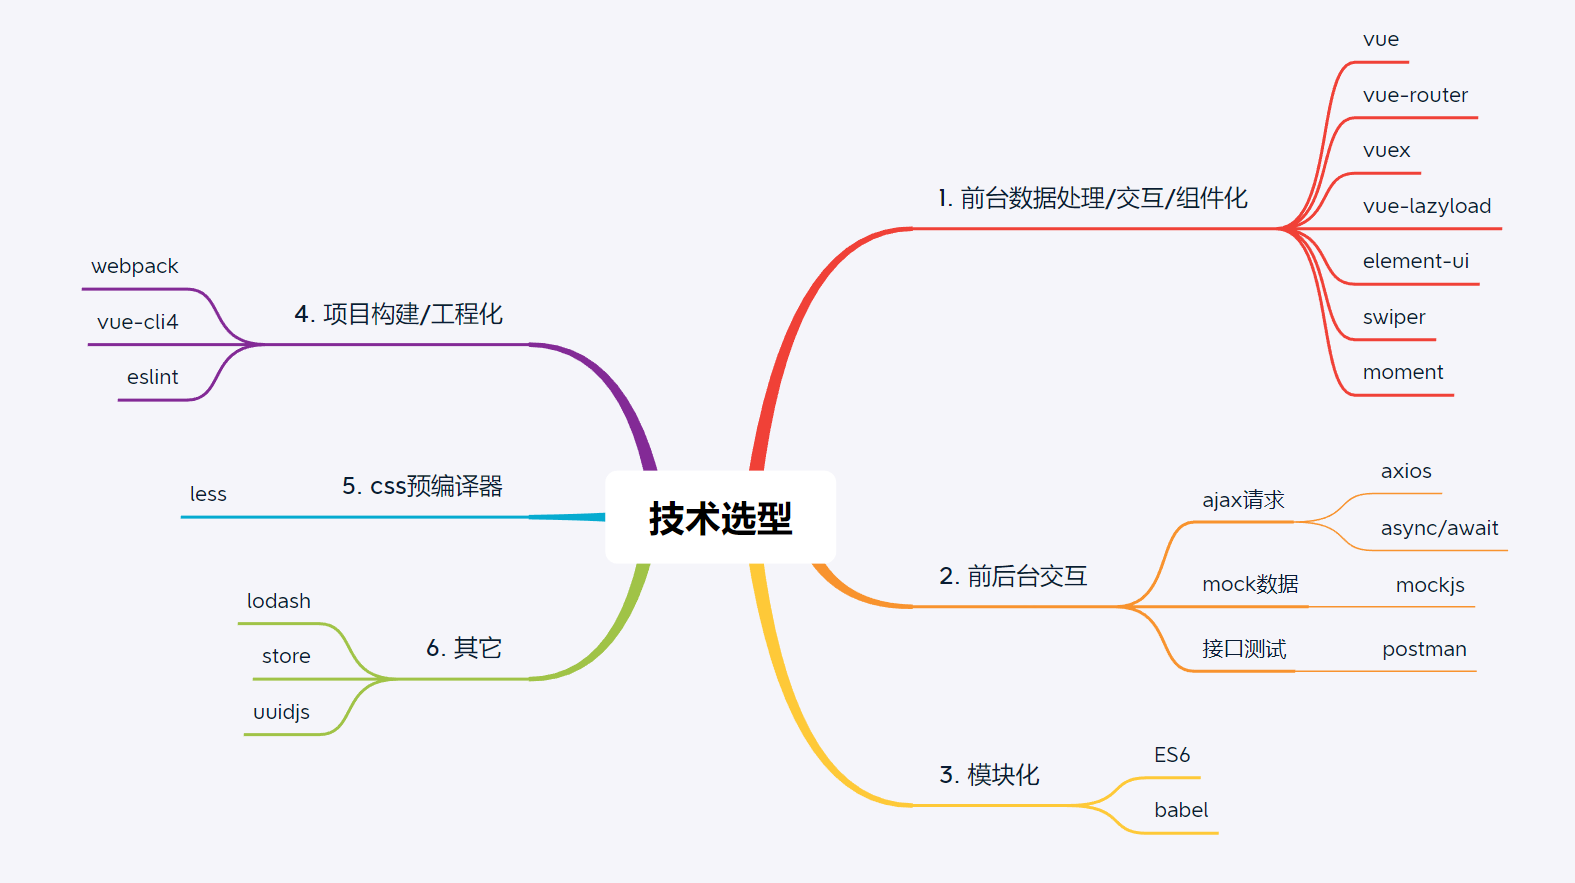 技术选型
1. 前台数据处理/交互/组件化
vue
vue-router
vuex
vue-lazyload
element-ui
swiper
moment
2. 前后台交互
ajax请求
axios
async/await
mock数据
mockjs
接口测试
postman
3. 模块化
ES6
babel
4. 项目构建/工程化
webpack
vue-cli4
eslint
5. css预编译器
less
6. 其它
lodash
store
uuidjs